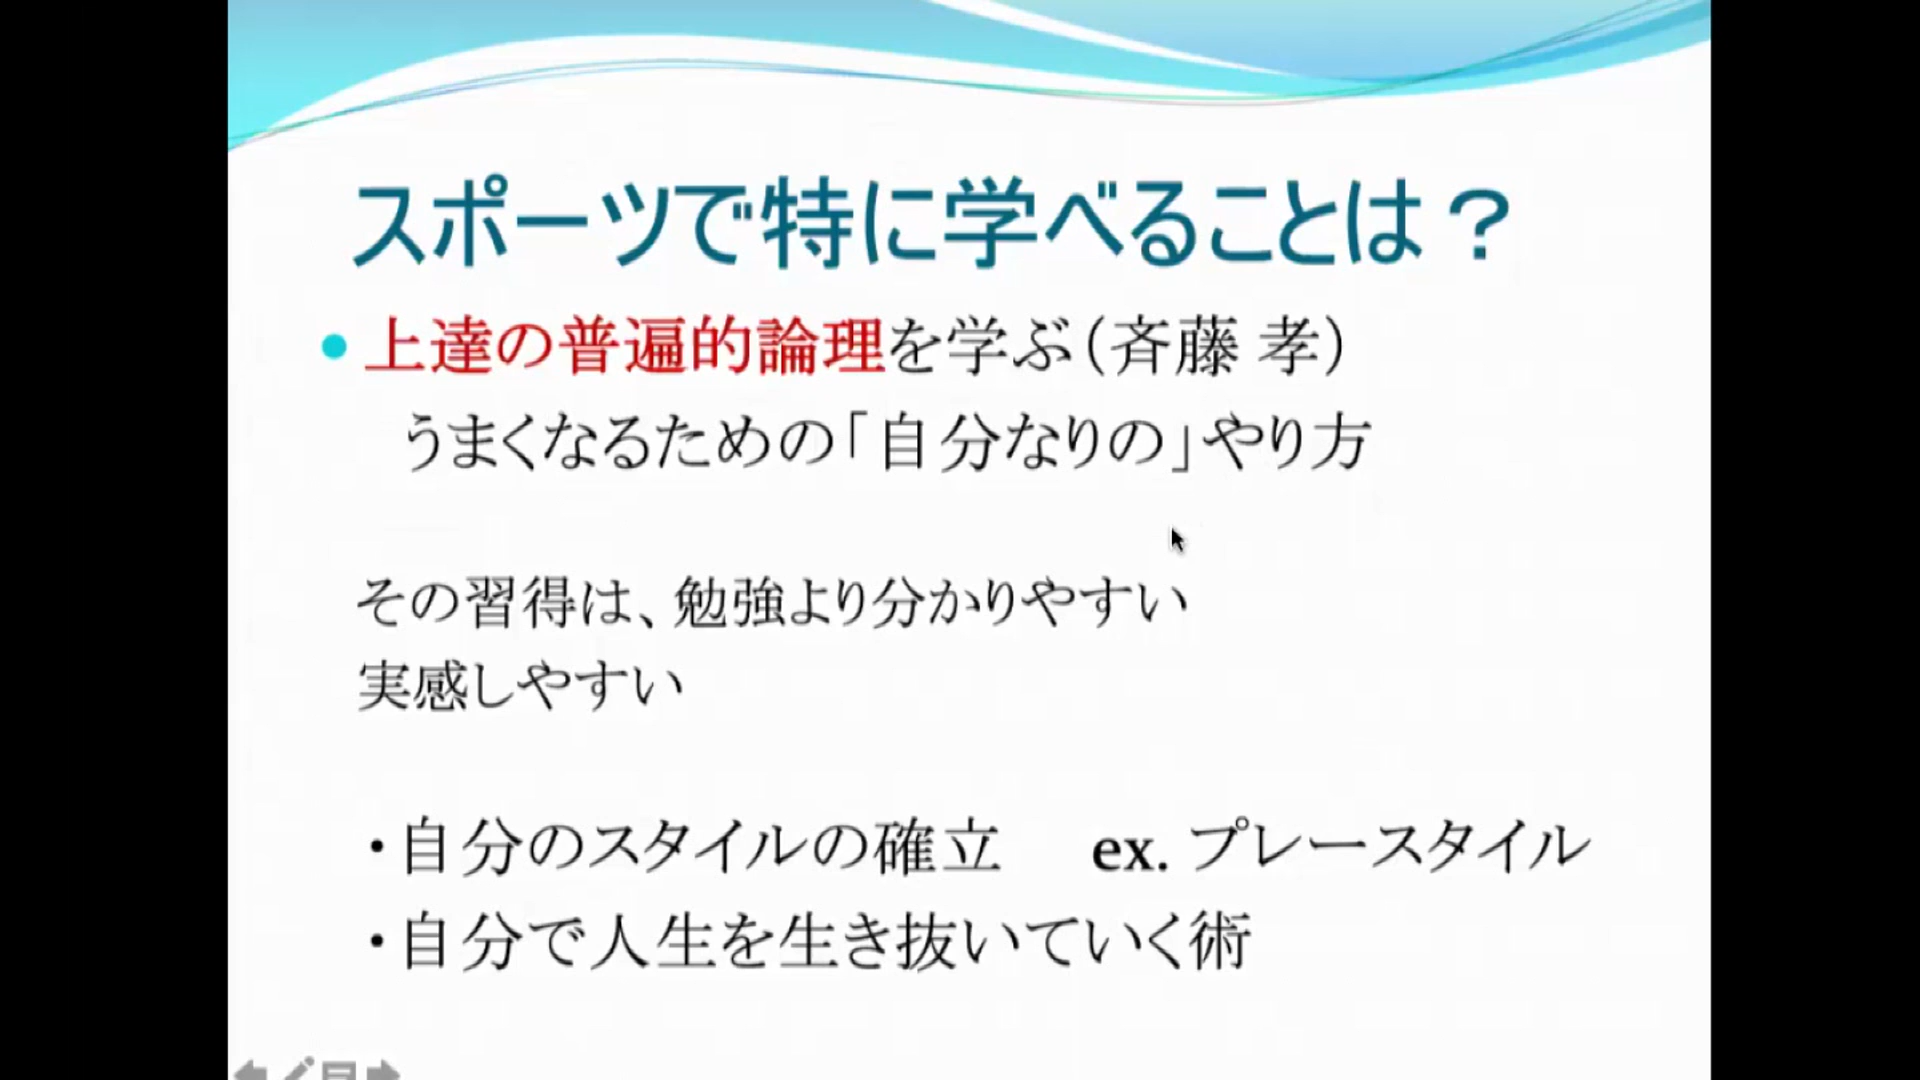 スポーツで特に学べることは？
上達の普遍的論理を学ぶ（斉藤 孝）
うまくなるための「自分なりの」やり方
その習得は、勉強より分かりやすい
実感しやすい
・自分のスタイルの確立　ex. プレースタイル
・自分で人生を生き抜いていく術